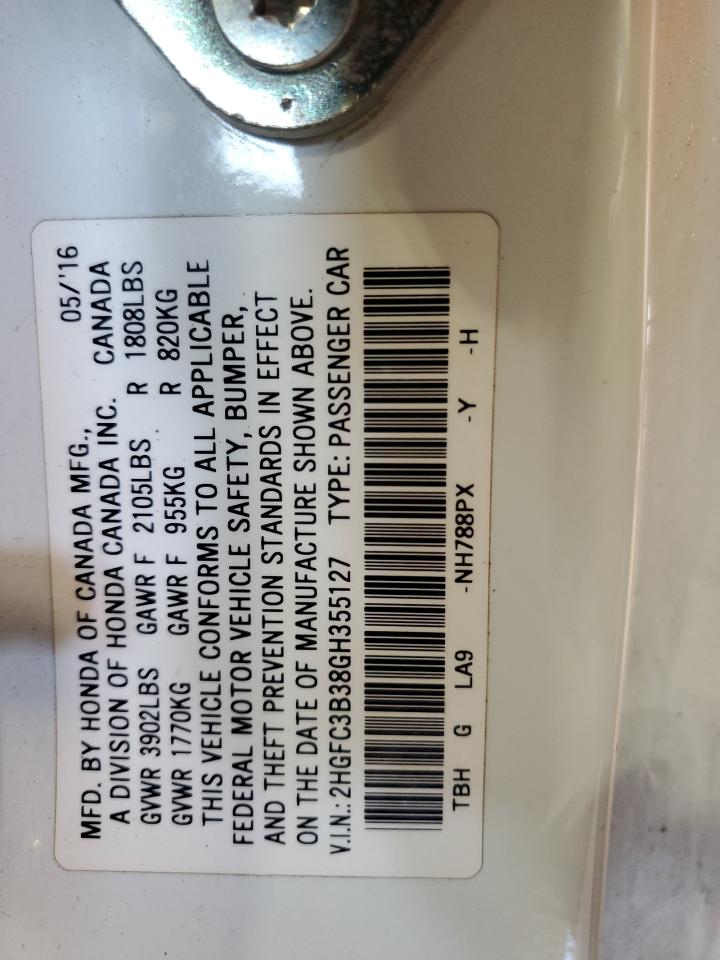 MFD. BY HONDA OF CANADA MFG., 05/'16
A DIVISION OF HONDA CANADA INC. CANADA
GVWR 3902LBS GAWR F 2105LBS R 1808LBS
GVWR 1770KG GAWR F 955KG R 820KG
THIS VEHICLE CONFORMS TO ALL APPLICABLE
FEDERAL MOTOR VEHICLE SAFETY, BUMPER,
AND THEFT PREVENTION STANDARDS IN EFFECT
ON THE DATE OF MANUFACTURE SHOWN ABOVE.
V.I.N.: 2HGFC3B38GH355127 TYPE: PASSENGER CAR
TBH G LA9 -NH788PX -Y -H